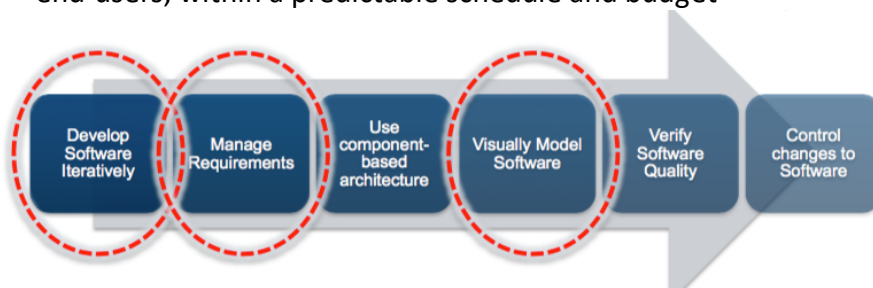 end-users, within a predictable schedule and budget
Develop
Software
Iteratively
Manage
Requirements
Use
component-
based
architecture
Visually Model
Software
Verify
Software
Quality
Control
changes to
Software